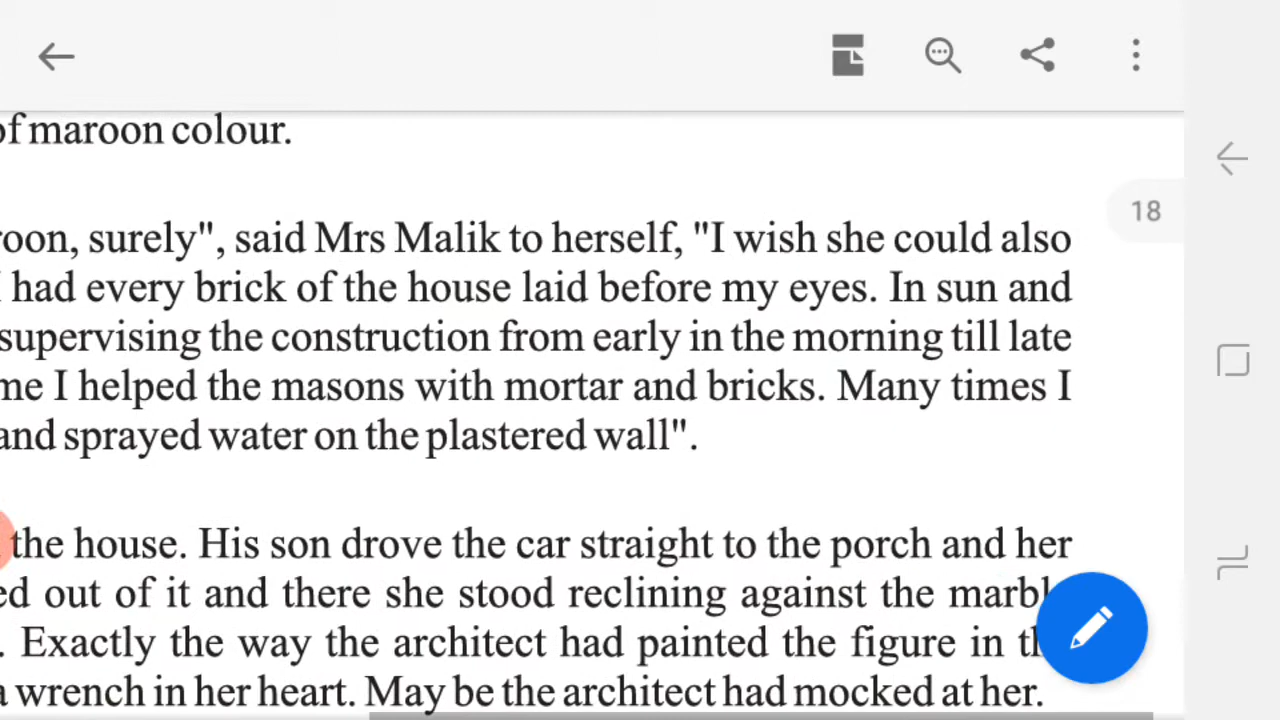 of maroon colour.
18
surely", said Mrs Malik to herself, "I wish she could also
I had every brick of the house laid before my eyes. In sun and
supervising the construction from early in the morning till late
me I helped the masons with mortar and bricks. Many times I
and sprayed water on the plastered wall".
the house. His son drove the car straight to the porch and her
ed out of it and there she stood reclining against the
. Exactly the way the architect had painted the figure in
a wrench in her heart. May be the architect had mocked at her.